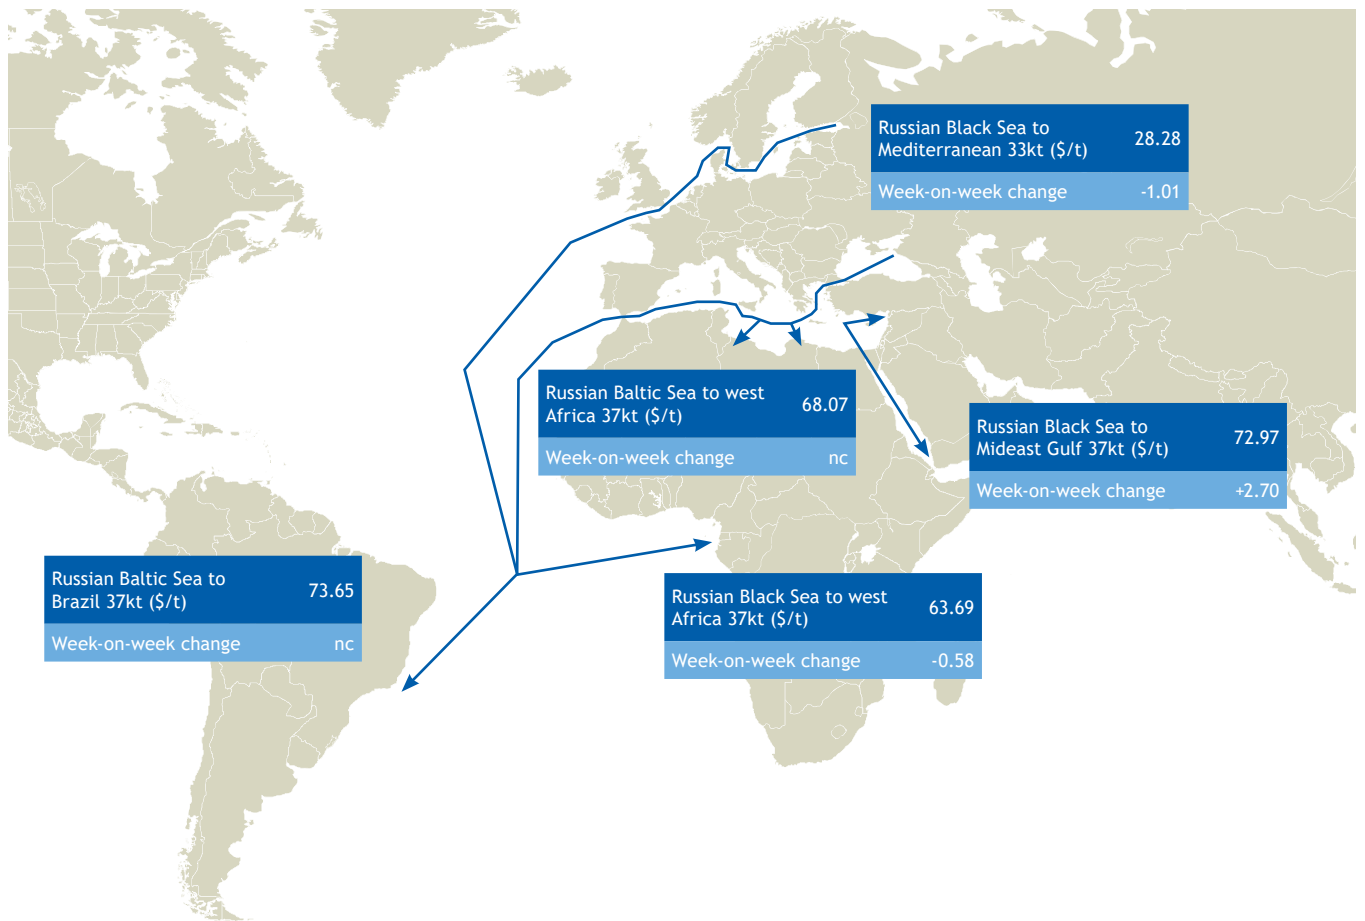 Russian Black Sea to
Mediterranean 33kt ($/t)
28.28
Week-on-week change -1.01
Russian Baltic Sea to west
Africa 37kt ($/t)
68.07
Week-on-week change nc
Russian Black Sea to
Mideast Gulf 37kt ($/t)
72.97
Week-on-week change +2.70
Russian Baltic Sea to
Brazil 37kt ($/t)
73.65
Week-on-week change nc
Russian Black Sea to west
Africa 37kt ($/t)
63.69
Week-on-week change -0.58